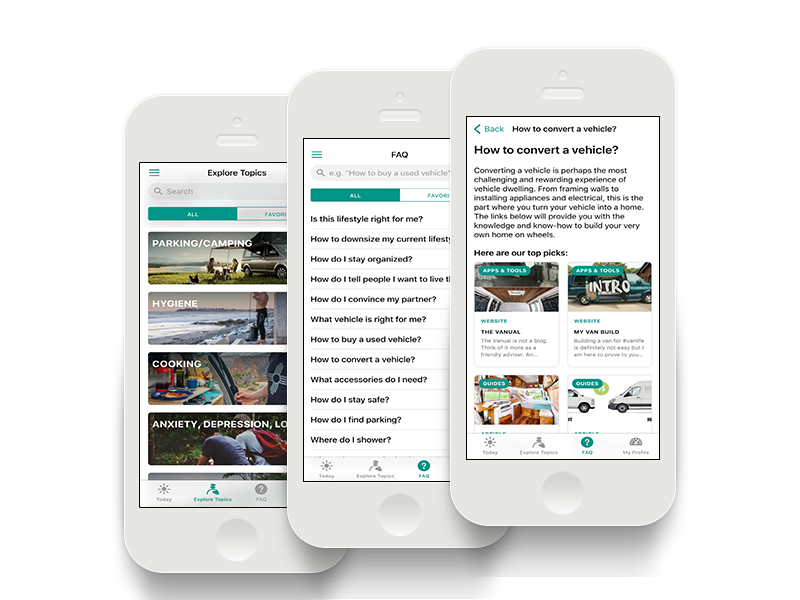 Explore Topics
Search
ALL
FAVORI
PARKING/CAMPING
HYGIENE
COOKING
ANXIETY, DEPRESSION, LO
Today
Explore Topics
FAQ
FAQ
e.g. "How to buy a used vehicle"
ALL
FAVORI
Is this lifestyle right for me?
How to downsize my current lifesty
How do I stay organized?
How do I tell people I want to live t
How do I convince my partner?
What vehicle is right for me?
How to buy a used vehicle?
How to convert a vehicle?
What accessories do I need?
How do I stay safe?
How do I find parking?
Where do I shower?
Today
Explore Topics
FAQ
Back
How to convert a vehicle?
How to convert a vehicle?
Converting a vehicle is perhaps the most
challenging and rewarding experience of
vehicle dwelling. From framing walls to
installing appliances and electrical, this is the
part where you turn your vehicle into a home.
The links below will provide you with the
knowledge and know-how to build your very
own home on wheels.
Here are our top picks:
APPS & TOOLS
WEBSITE
THE VANUAL
The Vanual is not a blog.
Think of it more as a
friendly adviser. An...
APPS & TOOLS
INTRO
WEBSITE
MY VAN BUILD
Building a van for #vanlife
is definitely not easy but I
am here to prove to you...
GUIDES
GUIDES
Today
Explore Topics
FAQ
My Profile